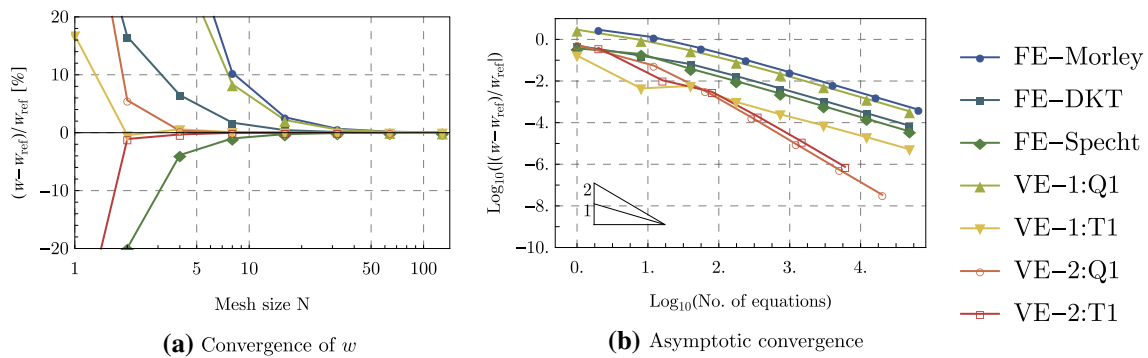 (w−w_ref)/w_ref [%]
20
10
0
−10
−20
1
5
10
50
100
Mesh size N
(a) Convergence of w
Log₁₀(|(w−w_ref)/w_ref|)
0.
−2.
−4.
−6.
−8.
−10.
2
1
0.
1.
2.
3.
4.
Log₁₀(No. of equations)
(b) Asymptotic convergence
FE−Morley
FE−DKT
FE−Specht
VE−1:Q1
VE−1:T1
VE−2:Q1
VE−2:T1